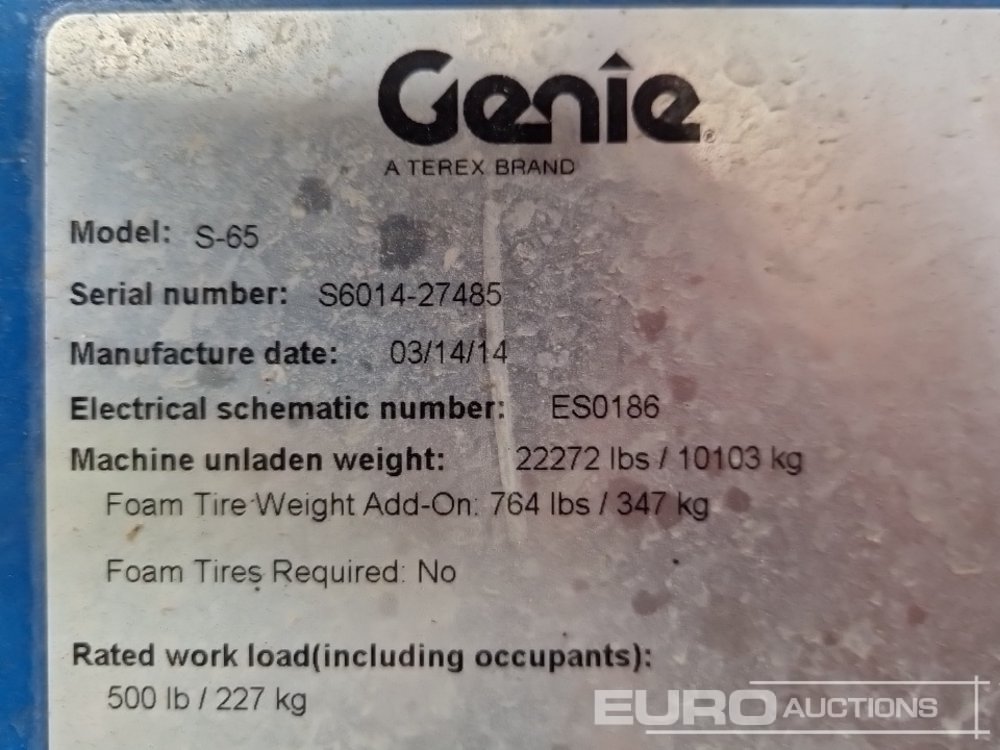 Genie®
A TEREX BRAND
Model: S-65
Serial number: S6014-27485
Manufacture date: 03/14/14
Electrical schematic number: ES0186
Machine unladen weight: 22272 lbs / 10103 kg
Foam Tire Weight Add-On: 764 lbs / 347 kg
Foam Tires Required: No
Rated work load(including occupants):
500 lb / 227 kg
EURO AUCTIONS